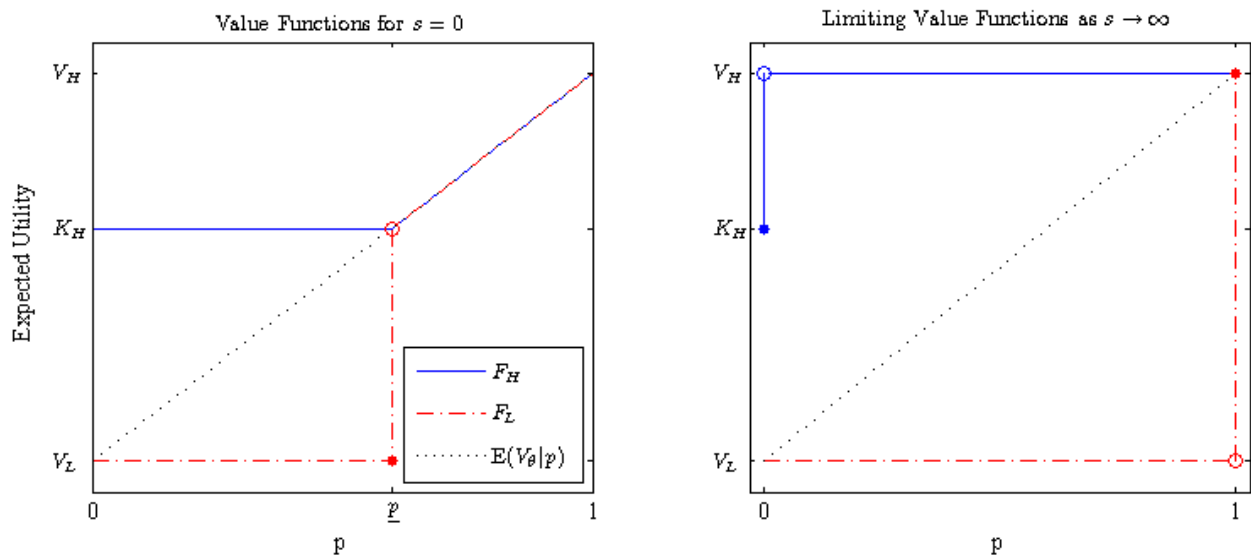 Value Functions for s = 0
Expected Utility
V_H
K_H
V_L
F_H
F_L
E(V_θ|p)
0
p
1
p
Limiting Value Functions as s → ∞
V_H
K_H
V_L
0
1
p